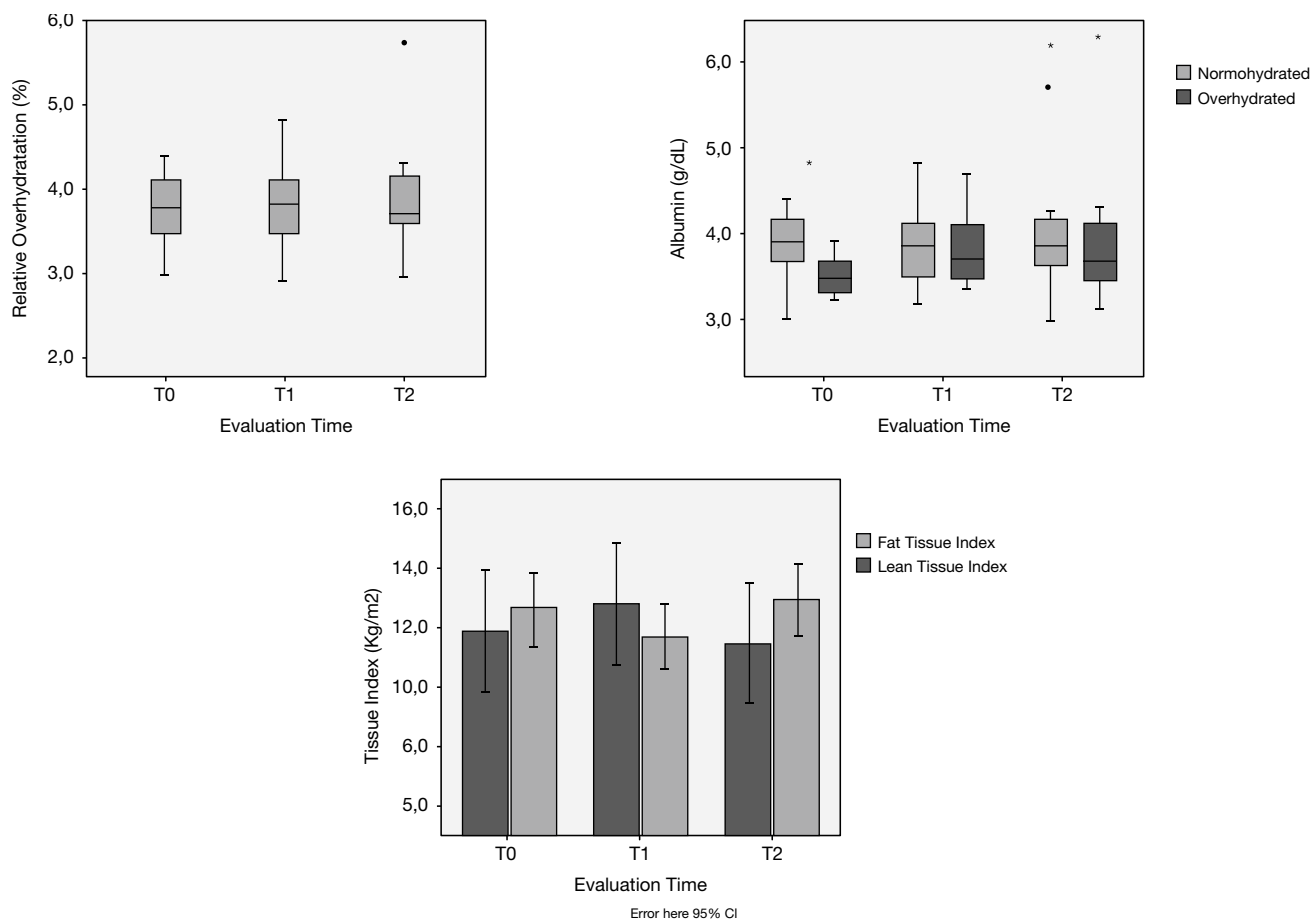 Relative Overhydratation (%)
6,0
5,0
4,0
3,0
2,0
T0 T1 T2
Evaluation Time
Albumin (g/dL)
6,0
5,0
4,0
3,0
*
*
*
T0 T1 T2
Evaluation Time
Normohydrated
Overhydrated
Tissue Index (Kg/m2)
16,0
14,0
12,0
10,0
6,0
5,0
T0 T1 T2
Evaluation Time
Error here 95% CI
Fat Tissue Index
Lean Tissue Index